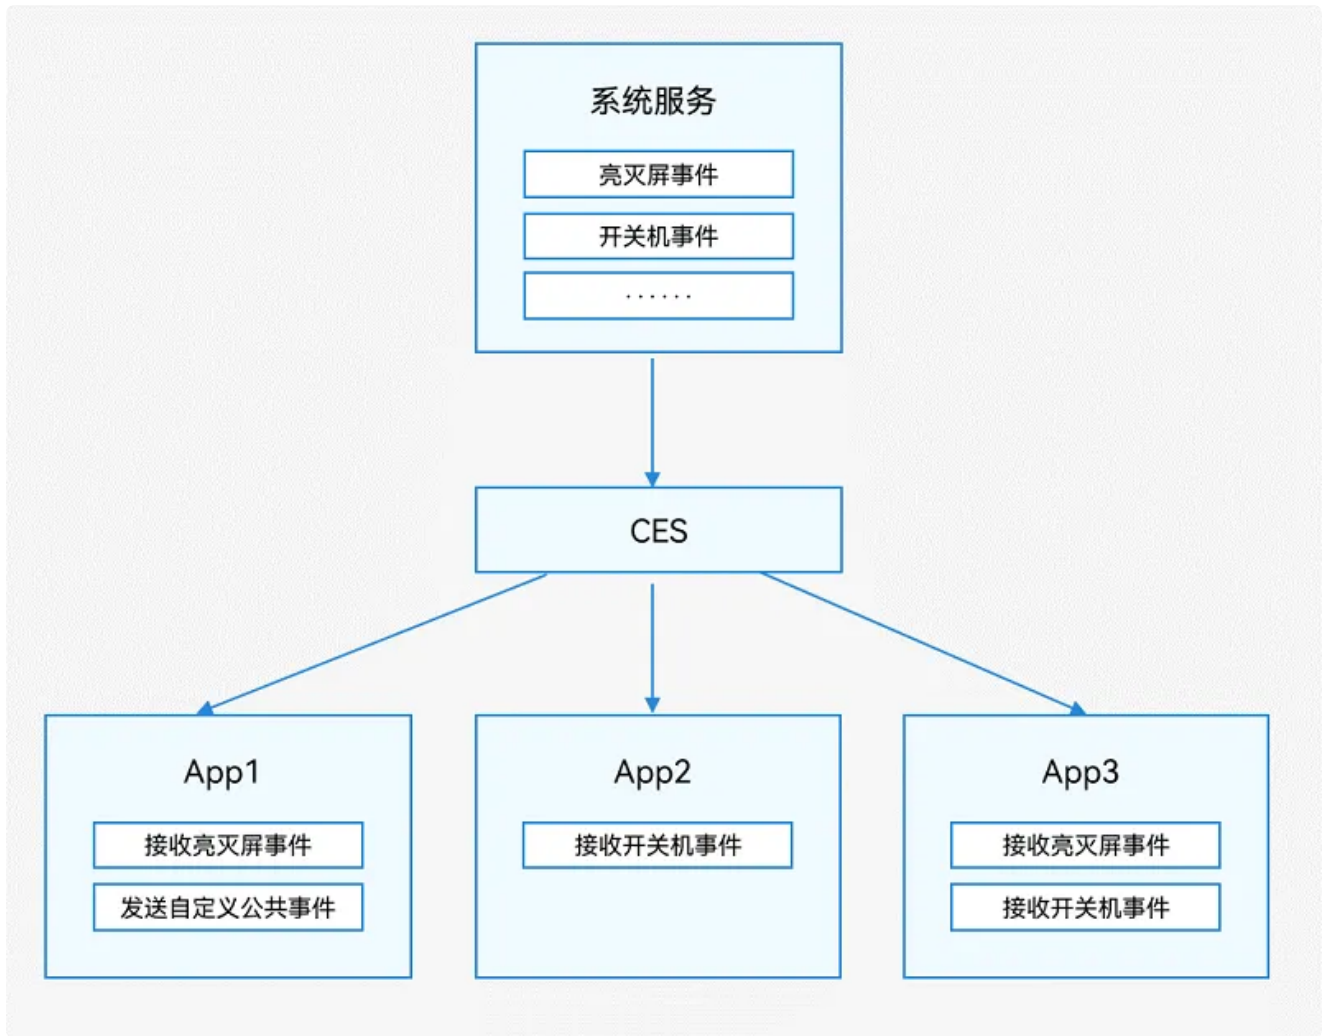 系统服务
亮灭屏事件
开关机事件
......
CES
App1
接收亮灭屏事件
发送自定义公共事件
App2
接收开关机事件
App3
接收亮灭屏事件
接收开关机事件